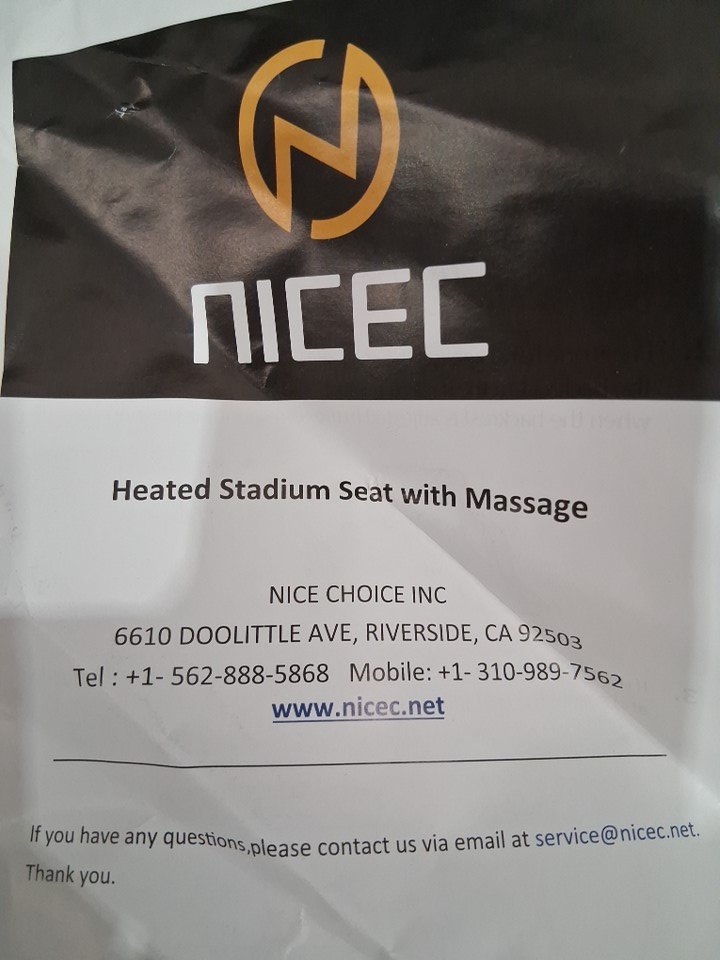 NICEC
Heated Stadium Seat with Massage
NICE CHOICE INC
6610 DOOLITTLE AVE, RIVERSIDE, CA 92503
Tel : +1- 562-888-5868 Mobile: +1- 310-989-7562
www.nicec.net
If you have any questions,please contact us via email at service@nicec.net.
Thank you.